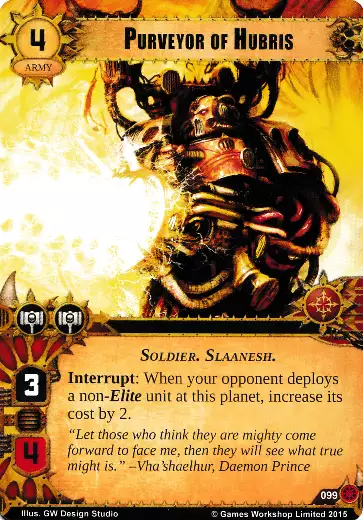 4
PURVEYOR OF HUBRIS
ARMY
SOLDIER. SLAANESH.
3
Interrupt: When your opponent deploys
a non-Elite unit at this planet, increase its
cost by 2.
4
“Let those who think they are mighty come
forward to face me, then they will see what true
might is.” –Vha’shaelhur, Daemon Prince
099
Illus. GW Design Studio
© Games Workshop Limited 2015